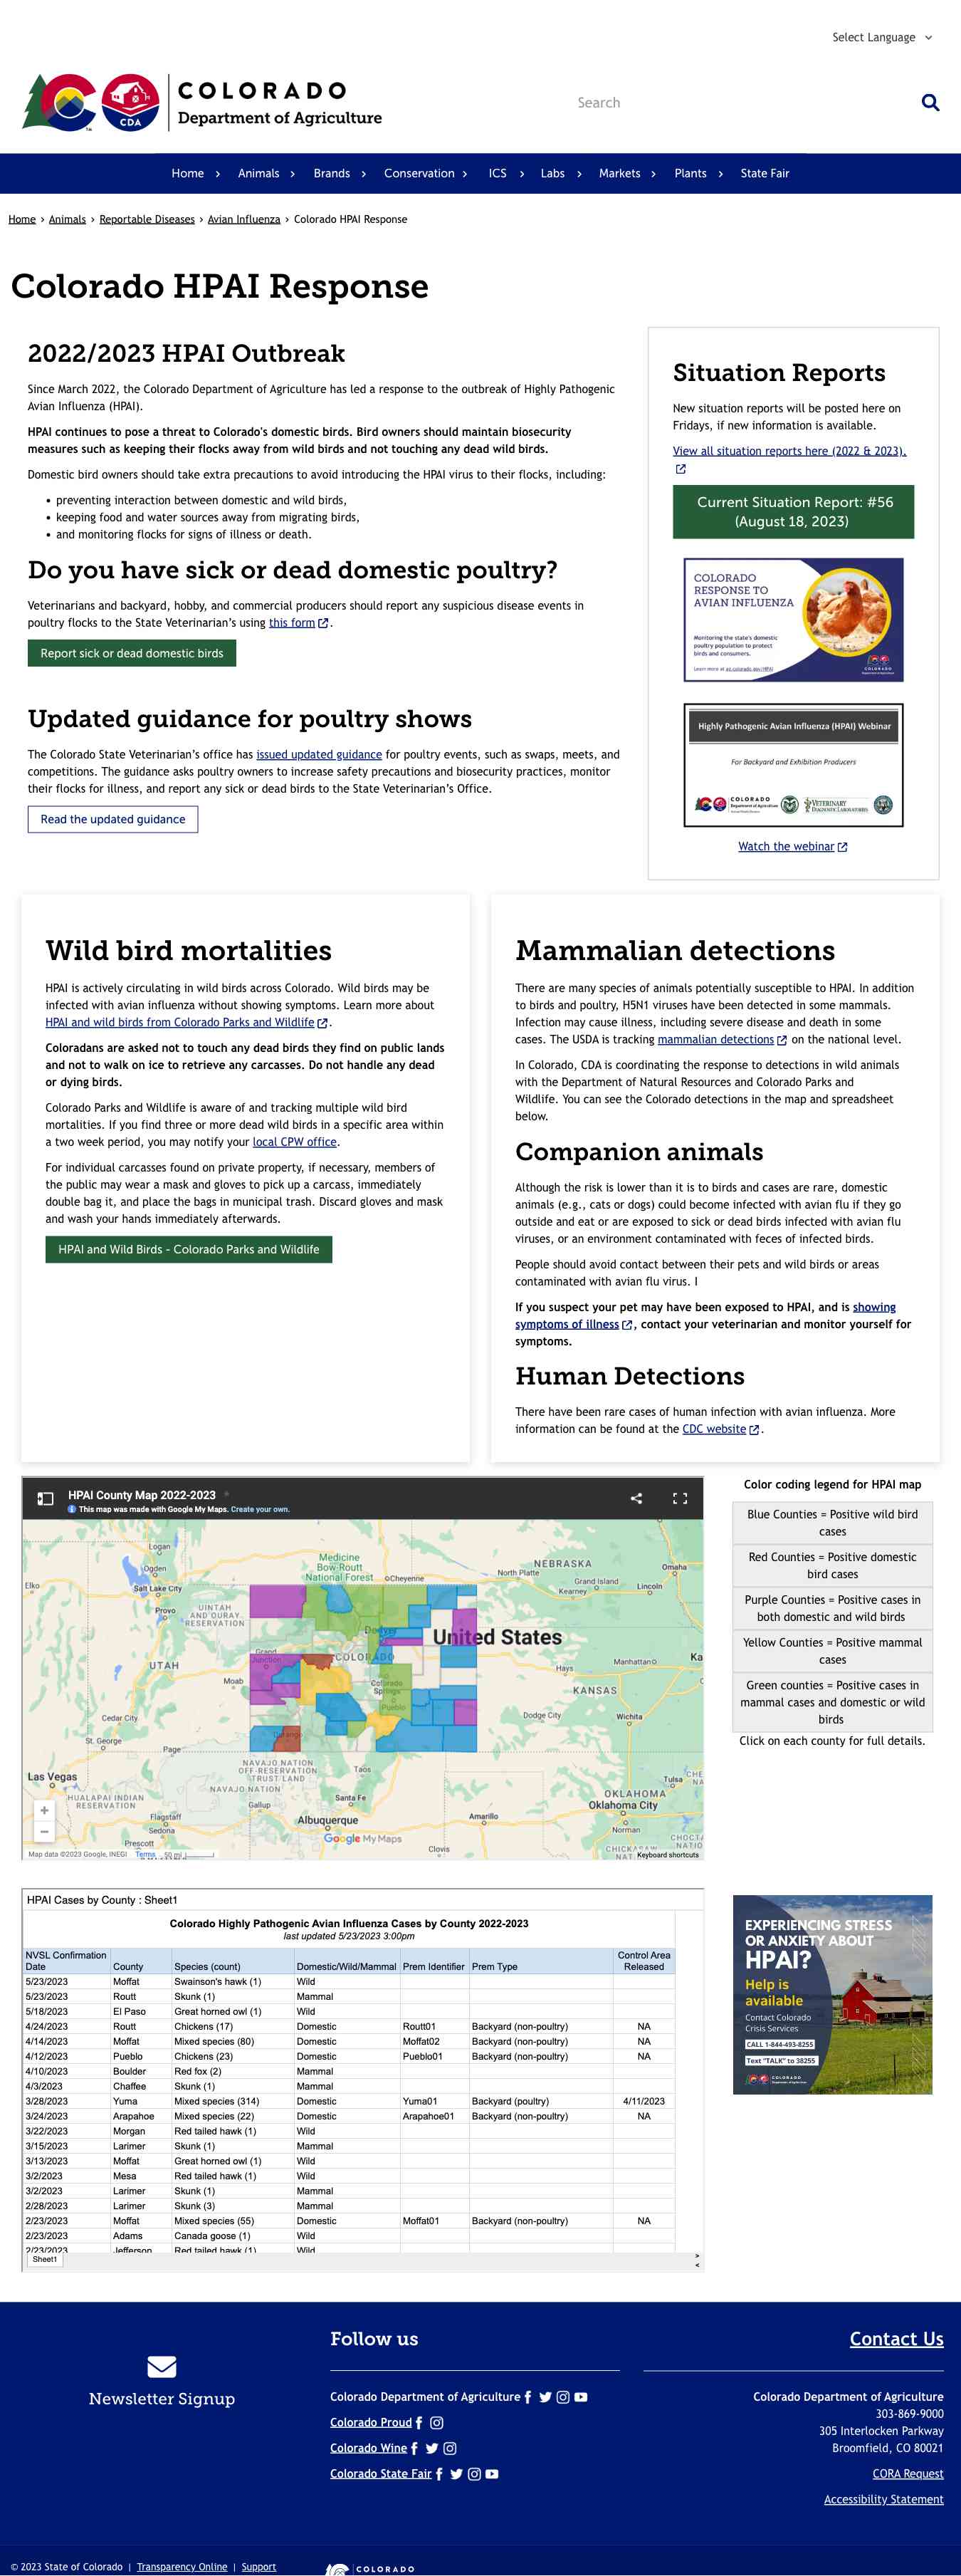 Select Language
COLORADO
Department of Agriculture
CDA
Search
Home
Animals
Brands
Conservation
ICS
Labs
Markets
Plants
State Fair
Home › Animals › Reportable Diseases › Avian Influenza › Colorado HPAI Response
Colorado HPAI Response
2022/2023 HPAI Outbreak
Since March 2022, the Colorado Department of Agriculture has led a response to the outbreak of Highly Pathogenic
Avian Influenza (HPAI).
HPAI continues to pose a threat to Colorado's domestic birds. Bird owners should maintain biosecurity
measures such as keeping their flocks away from wild birds and not touching any dead wild birds.
Domestic bird owners should take extra precautions to avoid introducing the HPAI virus to their flocks, including:
• preventing interaction between domestic and wild birds,
• keeping food and water sources away from migrating birds,
• and monitoring flocks for signs of illness or death.
Do you have sick or dead domestic poultry?
Veterinarians and backyard, hobby, and commercial producers should report any suspicious disease events in
poultry flocks to the State Veterinarian’s using this form.
Report sick or dead domestic birds
Updated guidance for poultry shows
The Colorado State Veterinarian’s office has issued updated guidance for poultry events, such as swaps, meets, and
competitions. The guidance asks poultry owners to increase safety precautions and biosecurity practices, monitor
their flocks for illness, and report any sick or dead birds to the State Veterinarian’s Office.
Read the updated guidance
Situation Reports
New situation reports will be posted here on
Fridays, if new information is available.
View all situation reports here (2022 & 2023).
Current Situation Report: #56
(August 18, 2023)
COLORADO
RESPONSE TO
AVIAN INFLUENZA
Monitoring the state's domestic
poultry population to protect
birds and consumers.
Learn more at ag.colorado.gov/HPAI
Highly Pathogenic Avian Influenza (HPAI) Webinar
For Backyard and Exhibition Producers
COLORADO
Department of Agriculture
VETERINARY
DIAGNOSTIC LABORATORIES
Watch the webinar
Wild bird mortalities
HPAI is actively circulating in wild birds across Colorado. Wild birds may be
infected with avian influenza without showing symptoms. Learn more about
HPAI and wild birds from Colorado Parks and Wildlife.
Coloradans are asked not to touch any dead birds they find on public lands
and not to walk on ice to retrieve any carcasses. Do not handle any dead
or dying birds.
Colorado Parks and Wildlife is aware of and tracking multiple wild bird
mortalities. If you find three or more dead wild birds in a specific area within
a two week period, you may notify your local CPW office.
For individual carcasses found on private property, if necessary, members of
the public may wear a mask and gloves to pick up a carcass, immediately
double bag it, and place the bags in municipal trash. Discard gloves and mask
and wash your hands immediately afterwards.
HPAI and Wild Birds - Colorado Parks and Wildlife
Mammalian detections
There are many species of animals potentially susceptible to HPAI. In addition
to birds and poultry, H5N1 viruses have been detected in some mammals.
Infection may cause illness, including severe disease and death in some
cases. The USDA is tracking mammalian detections on the national level.
In Colorado, CDA is coordinating the response to detections in wild animals
with the Department of Natural Resources and Colorado Parks and
Wildlife. You can see the Colorado detections in the map and spreadsheet
below.
Companion animals
Although the risk is lower than it is to birds and cases are rare, domestic
animals (e.g., cats or dogs) could become infected with avian flu if they go
outside and eat or are exposed to sick or dead birds infected with avian flu
viruses, or an environment contaminated with feces of infected birds.
People should avoid contact between their pets and wild birds or areas
contaminated with avian flu virus. I
If you suspect your pet may have been exposed to HPAI, and is showing
symptoms of illness, contact your veterinarian and monitor yourself for
symptoms.
Human Detections
There have been rare cases of human infection with avian influenza. More
information can be found at the CDC website.
HPAI County Map 2022-2023
This map was made with Google My Maps. Create your own.
Logan
Ogden
Elko
Salt Lake City
Provo
UINTAH
AND OURAY
RESERVATION
UTAH
Moab
Cedar City
St. George
Page
Las Vegas
HUALAPAI INDIAN
RESERVATION
Flagstaff
Sedona
Prescott
NAVAJO NATION
OFF-RESERVATION
TRUST LAND
NAVAJO NATION
Gallup
Medicine
Bow-Routt
National Forest
Cheyenne
Grand
Junction
Denver
COLORADO
Colorado
Springs
Pueblo
Durango
Taos
Santa Fe
Albuquerque
United States
NEBRASKA
North Platte
Grand Island
Kearney
Lincoln
Omaha
Manhattan
Hays
Ka
KANSAS
Dodge City
Wichita
Tulsa
CHE
OKLAHOMA
Oklahoma City
Amarillo
Norman
CHOCTA
Clovis
Google My Maps
Map data ©2023 Google, INEGI
Terms
50 mi
Keyboard shortcuts
Color coding legend for HPAI map
Blue Counties = Positive wild bird
cases
Red Counties = Positive domestic
bird cases
Purple Counties = Positive cases in
both domestic and wild birds
Yellow Counties = Positive mammal
cases
Green counties = Positive cases in
mammal cases and domestic or wild
birds
Click on each county for full details.
HPAI Cases by County : Sheet1
Colorado Highly Pathogenic Avian Influenza Cases by County 2022-2023
last updated 5/23/2023 3:00pm
NVSL Confirmation Date County Species (count) Domestic/Wild/Mammal Prem Identifier Prem Type Control Area Released
5/23/2023 Moffat Swainson's hawk (1) Wild
5/23/2023 Routt Skunk (1) Mammal
5/18/2023 El Paso Great horned owl (1) Wild
4/24/2023 Routt Chickens (17) Domestic Routt01 Backyard (non-poultry) NA
4/14/2023 Moffat Mixed species (80) Domestic Moffat02 Backyard (non-poultry) NA
4/12/2023 Pueblo Chickens (23) Domestic Pueblo01 Backyard (non-poultry) NA
4/10/2023 Boulder Red fox (2) Mammal
4/3/2023 Chaffee Skunk (1) Mammal
3/28/2023 Yuma Mixed species (314) Domestic Yuma01 Backyard (poultry) 4/11/2023
3/24/2023 Arapahoe Mixed species (22) Domestic Arapahoe01 Backyard (non-poultry) NA
3/22/2023 Morgan Red tailed hawk (1) Wild
3/15/2023 Larimer Skunk (1) Mammal
3/13/2023 Moffat Great horned owl (1) Wild
3/2/2023 Mesa Red tailed hawk (1) Wild
3/2/2023 Larimer Skunk (1) Mammal
2/28/2023 Larimer Skunk (3) Mammal
2/23/2023 Moffat Mixed species (55) Domestic Moffat01 Backyard (non-poultry) NA
2/23/2023 Adams Canada goose (1) Wild
2/23/2023 Jefferson Red tailed hawk (1) Wild
Sheet1
EXPERIENCING STRESS
OR ANXIETY ABOUT
HPAI?
Help is
available
Contact Colorado
Crisis Services
CALL 1-844-493-8255
Text "TALK" to 38255
COLORADO
Department of Agriculture
Newsletter Signup
Follow us
Colorado Department of Agriculture
Colorado Proud
Colorado Wine
Colorado State Fair
Contact Us
Colorado Department of Agriculture
303-869-9000
305 Interlocken Parkway
Broomfield, CO 80021
CORA Request
Accessibility Statement
© 2023 State of Colorado | Transparency Online | Support
COLORADO